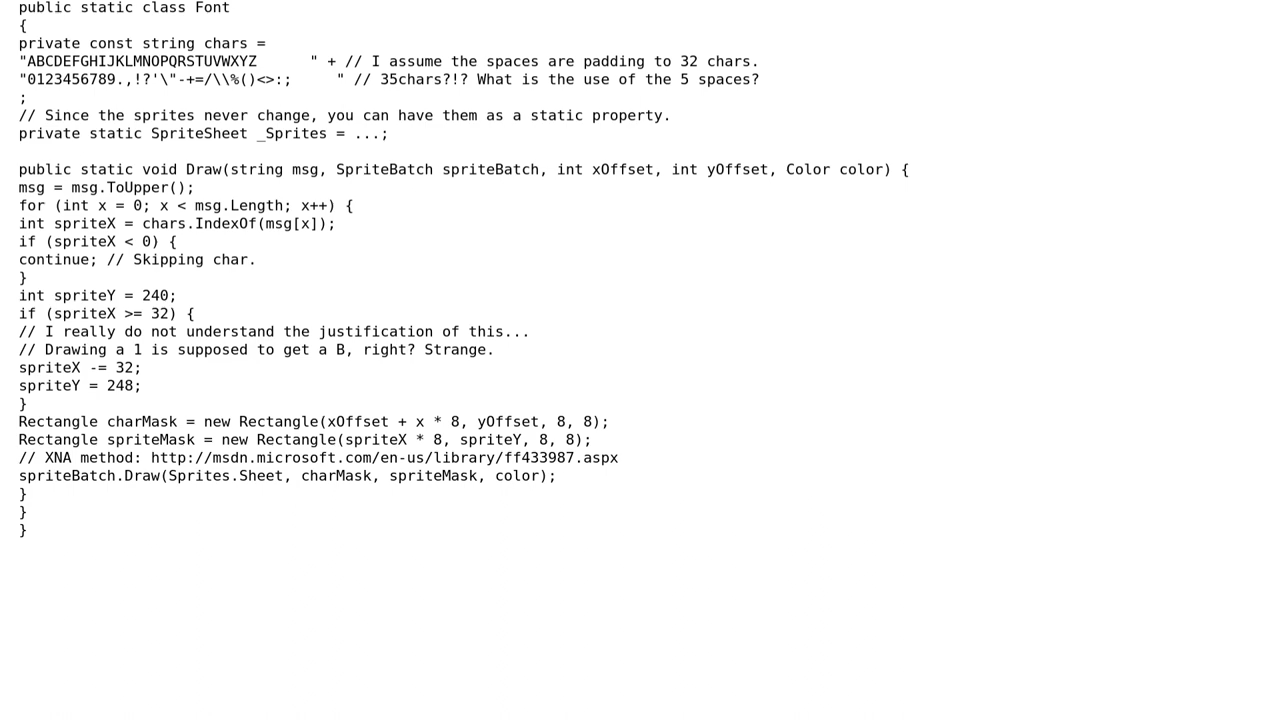 public static class Font
{
private const string chars =
"ABCDEFGHIJKLMNOPQRSTUVWXYZ      " + // I assume the spaces are padding to 32 chars.
"0123456789.,!?'\"-+=/\\%()<>:;     " // 35chars?!? What is the use of the 5 spaces?
;
// Since the sprites never change, you can have them as a static property.
private static SpriteSheet _Sprites = ...;

public static void Draw(string msg, SpriteBatch spriteBatch, int xOffset, int yOffset, Color color) {
msg = msg.ToUpper();
for (int x = 0; x < msg.Length; x++) {
int spriteX = chars.IndexOf(msg[x]);
if (spriteX < 0) {
continue; // Skipping char.
}
int spriteY = 240;
if (spriteX >= 32) {
// I really do not understand the justification of this...
// Drawing a 1 is supposed to get a B, right? Strange.
spriteX -= 32;
spriteY = 248;
}
Rectangle charMask = new Rectangle(xOffset + x * 8, yOffset, 8, 8);
Rectangle spriteMask = new Rectangle(spriteX * 8, spriteY, 8, 8);
// XNA method: http://msdn.microsoft.com/en-us/library/ff433987.aspx
spriteBatch.Draw(Sprites.Sheet, charMask, spriteMask, color);
}
}
}